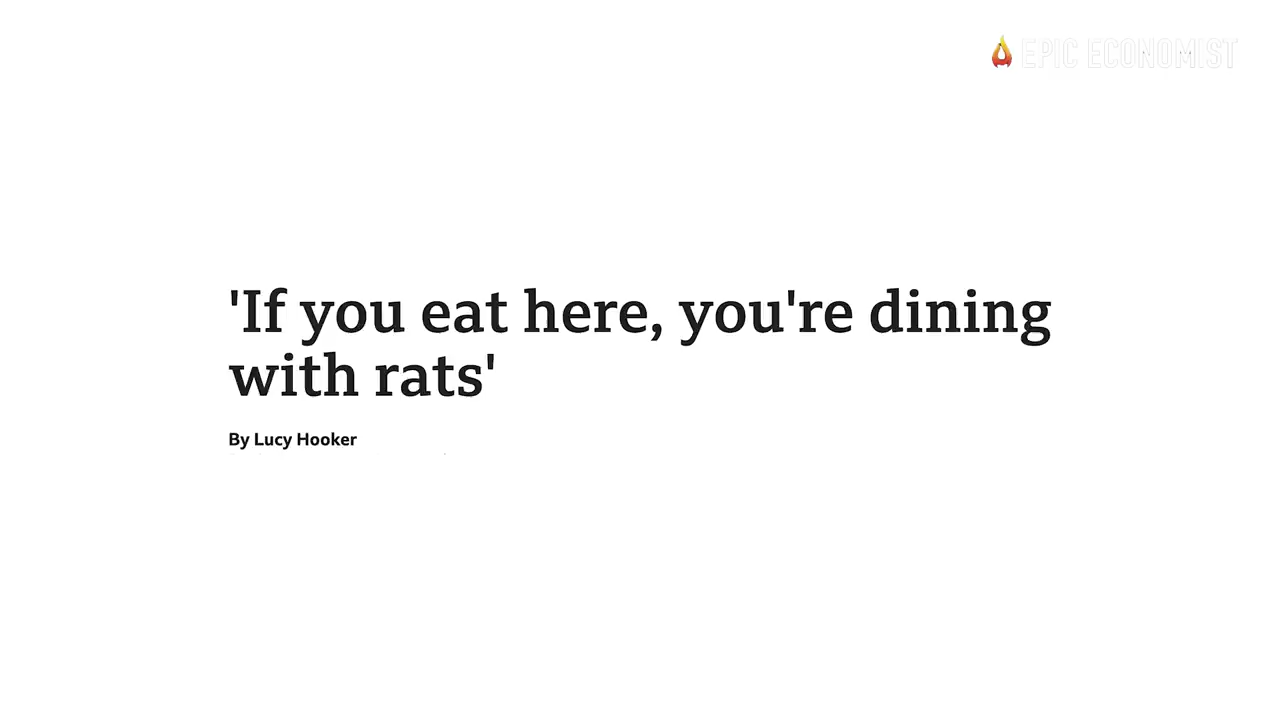 EPIC ECONOMIST
'If you eat here, you're dining
with rats'
By Lucy Hooker